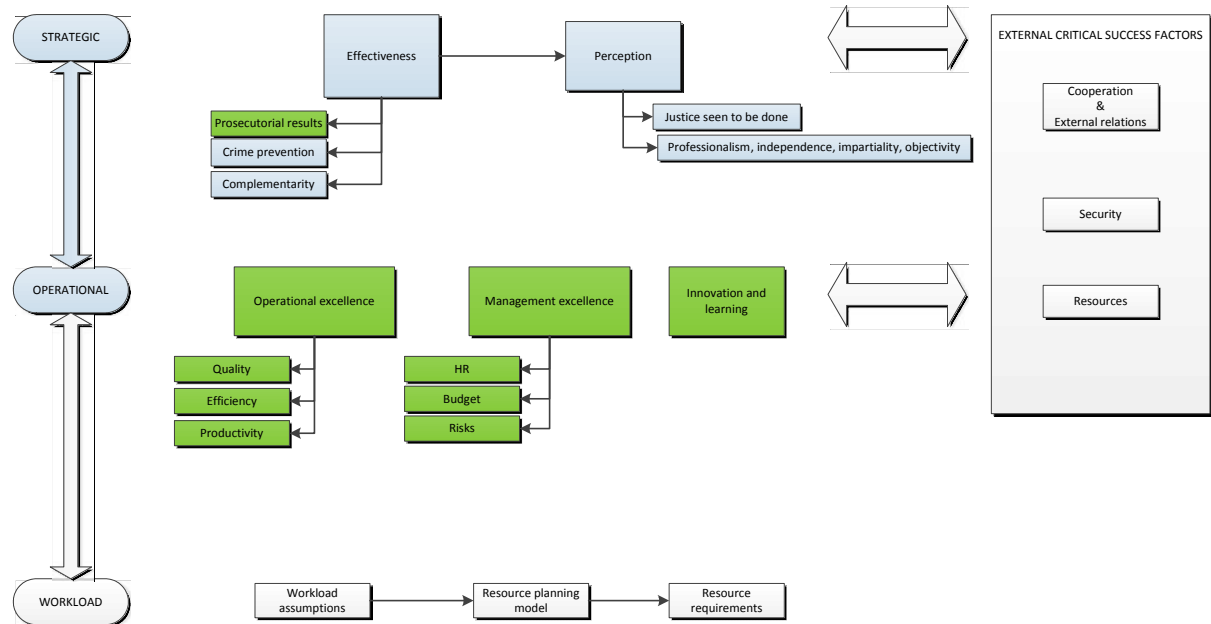 STRATEGIC
Effectiveness
Perception
EXTERNAL CRITICAL SUCCESS FACTORS
Cooperation
&
External relations
Prosecutorial results
Crime prevention
Complementarity
Justice seen to be done
Professionalism, independence, impartiality, objectivity
Security
OPERATIONAL
Operational excellence
Management excellence
Innovation and
learning
Resources
Quality
Efficiency
Productivity
HR
Budget
Risks
WORKLOAD
Workload
assumptions
Resource planning
model
Resource
requirements